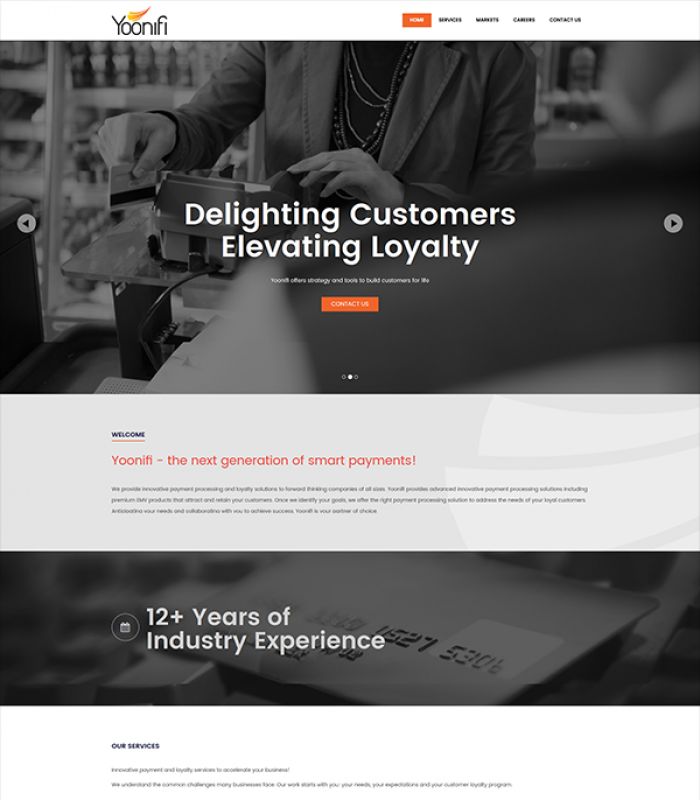 Yoonifi
HOME SERVICES MARKETS CAREERS CONTACT US
Delighting Customers
Elevating Loyalty
Yoonifi offers strategy and tools to build customers for life
CONTACT US
WELCOME
Yoonifi - the next generation of smart payments!
We provide innovative payment processing and loyalty solutions to forward thinking companies of all sizes. Yoonifi provides advanced innovative payment processing solutions including
premium EMV products that attract and retain your customers. Once we identify your goals, we offer the right payment processing solution to address the needs of your loyal customers.
Anticipating your needs and collaborating with you to achieve success. Yoonifi is your partner of choice.
12+ Years of
Industry Experience
1527 5306
OUR SERVICES
Innovative payment and loyalty services to accelerate your business!
We understand the common challenges many businesses face. Our work starts with you: your needs, your expectations and your customer loyalty program.